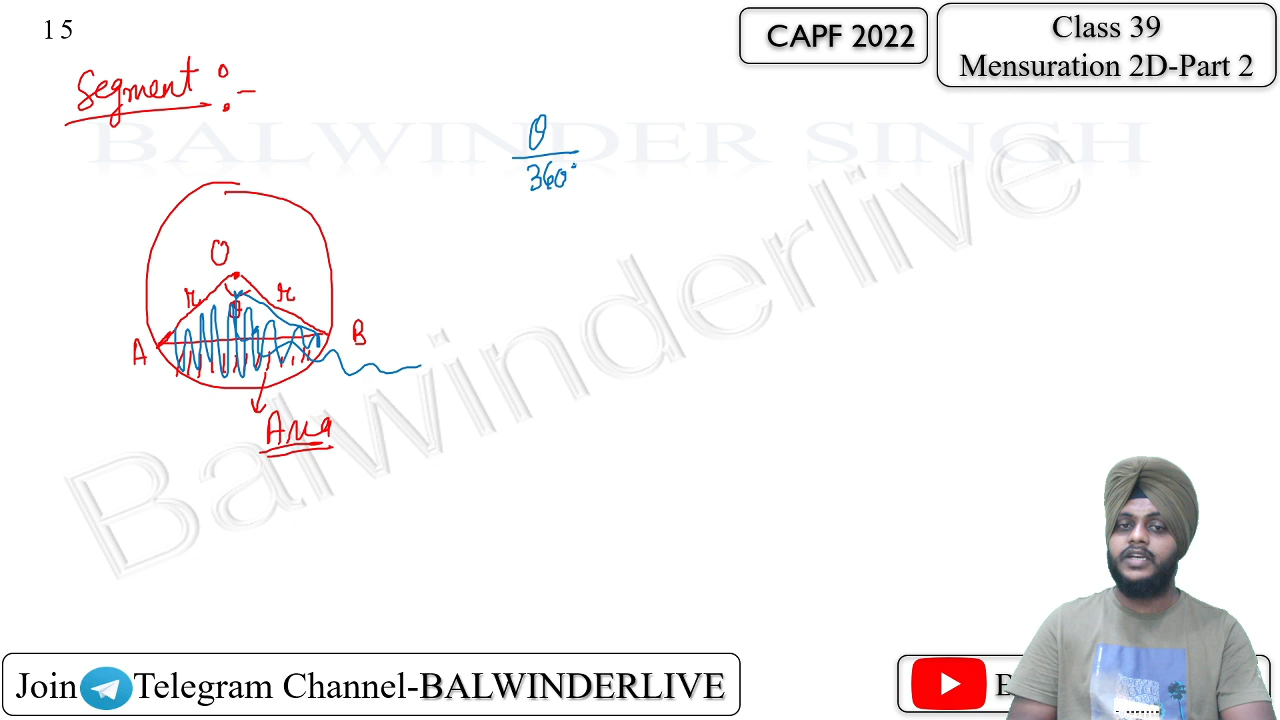 15
CAPF 2022
Class 39
Mensuration 2D-Part 2
Segment :-
BALWINDER SINGH
θ
360°
O
r r
θ
A B
Area
Balwinderlive
Join Telegram Channel-BALWINDERLIVE